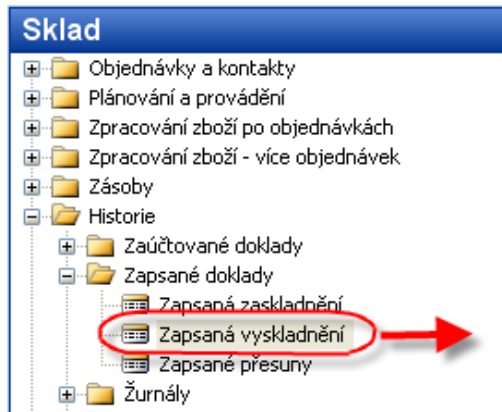 Sklad
Objednávky a kontakty
Plánování a provádění
Zpracování zboží po objednávkách
Zpracování zboží - více objednávek
Zásoby
Historie
Zaúčtované doklady
Zapsané doklady
Zapsaná zaskladnění
Zapsaná vyskladnění
Zapsané přesuny
Žurnály